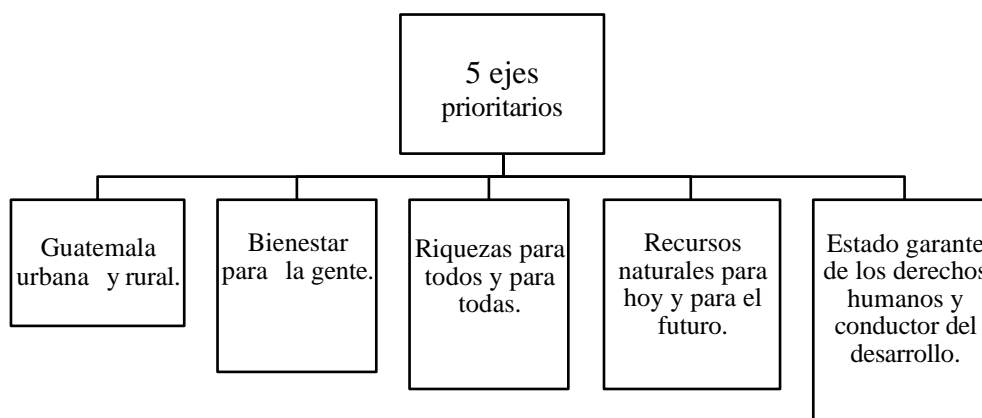 5 ejes
prioritarios
Guatemala
urbana y rural.
Bienestar
para la gente.
Riquezas para
todos y para
todas.
Recursos
naturales para
hoy y para el
futuro.
Estado garante
de los derechos
humanos y
conductor del
desarrollo.